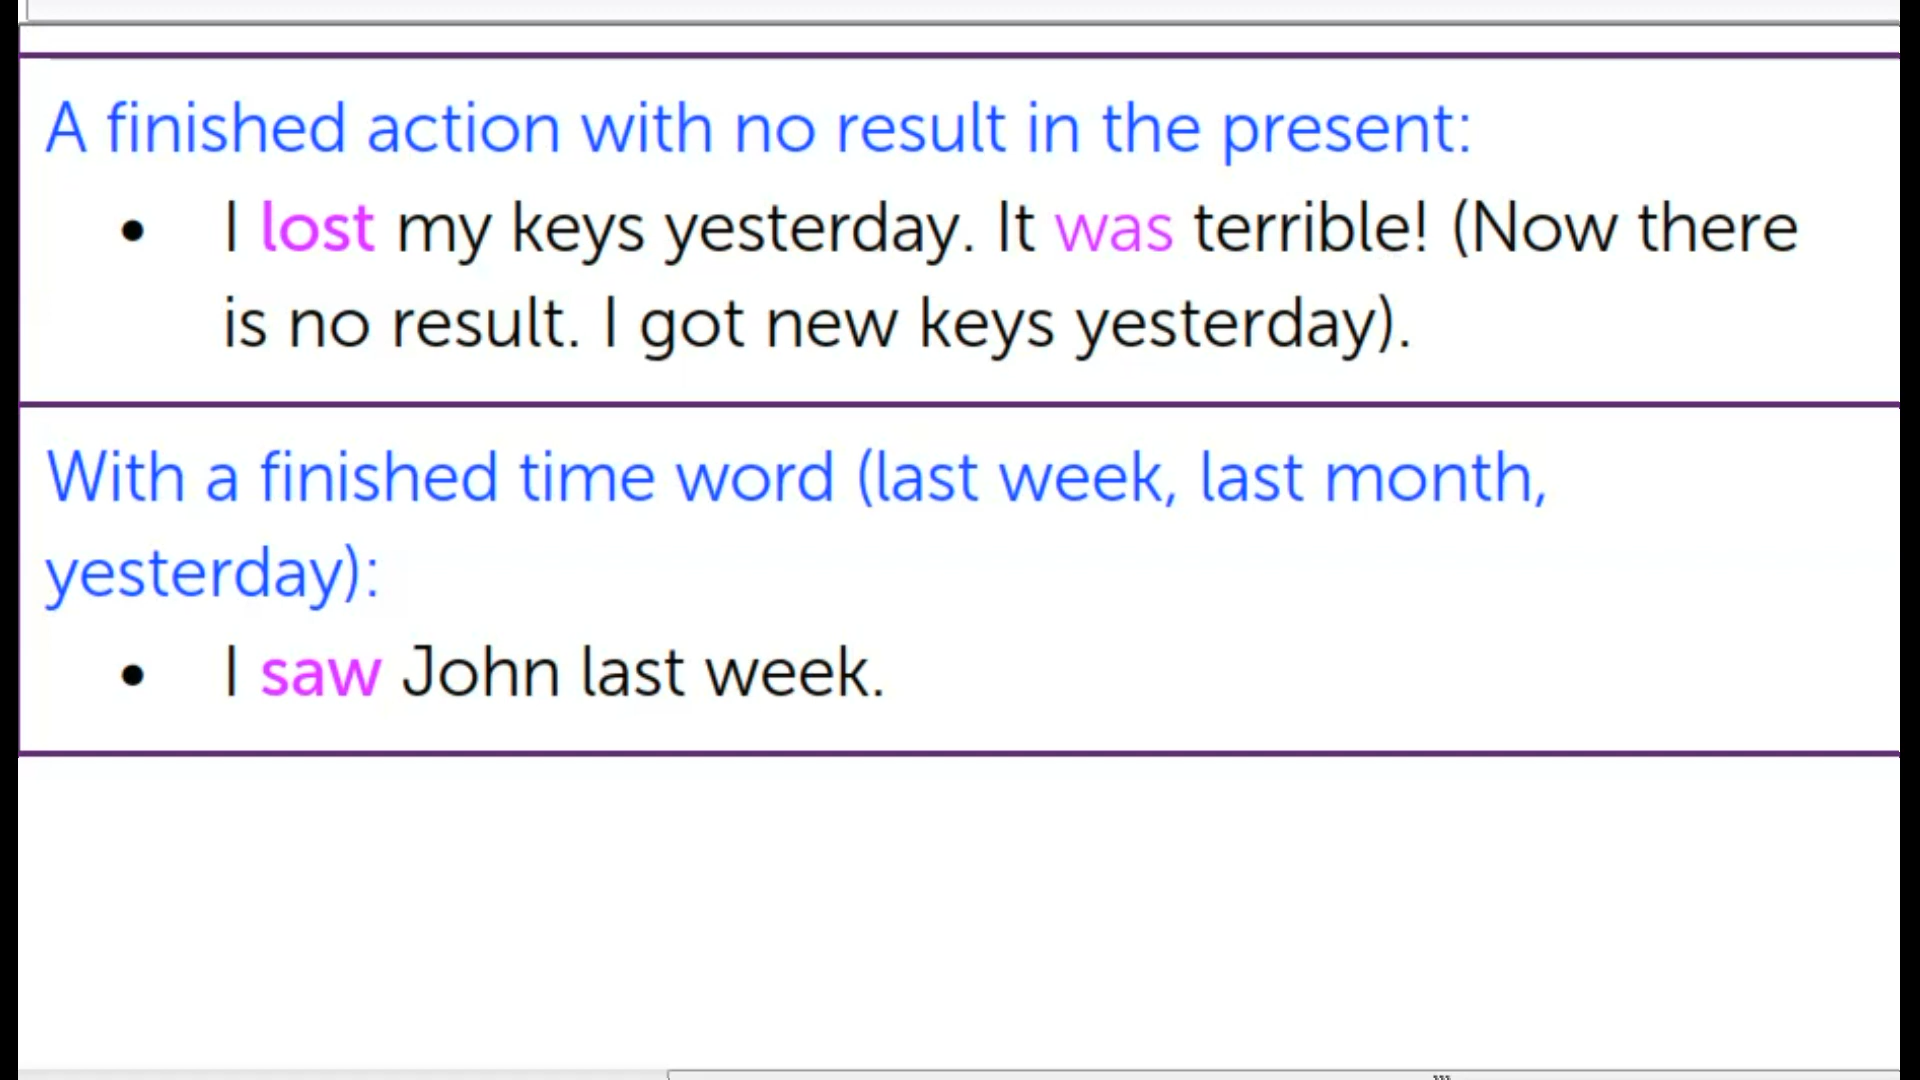 A finished action with no result in the present:
• I lost my keys yesterday. It was terrible! (Now there
is no result. I got new keys yesterday).
With a finished time word (last week, last month,
yesterday):
• I saw John last week.